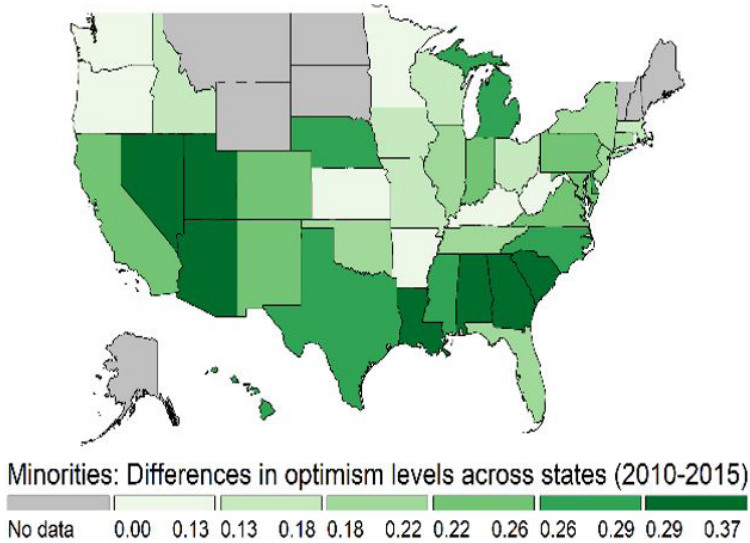 Minorities: Differences in optimism levels across states (2010-2015)
No data 0.00 0.13 0.13 0.18 0.18 0.22 0.22 0.26 0.26 0.29 0.29 0.37